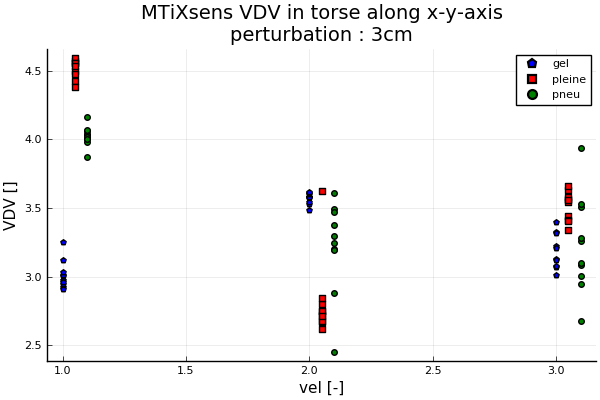 MTiXsens VDV in torse along x-y-axis
perturbation : 3cm
gel
pleine
pneu
4.5
4.0
3.5
3.0
2.5
VDV []
1.0 1.5 2.0 2.5 3.0
vel [-]